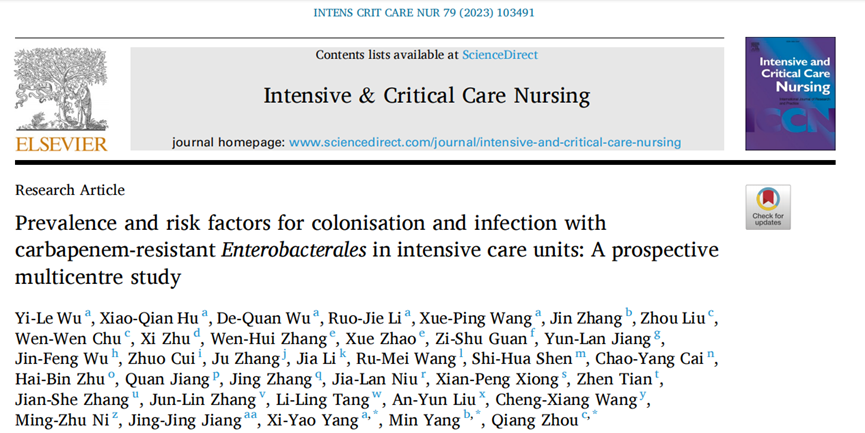 INTENS CRIT CARE NUR 79 (2023) 103491
Contents lists available at ScienceDirect
Intensive & Critical Care Nursing
journal homepage: www.sciencedirect.com/journal/intensive-and-critical-care-nursing
ELSEVIER
Intensive and
Critical Care
Nursing
ICCN
Research Article
Check for
updates
Prevalence and risk factors for colonisation and infection with
carbapenem-resistant Enterobacterales in intensive care units: A prospective
multicentre study
Yi-Le Wu a, Xiao-Qian Hu a, De-Quan Wu a, Ruo-Jie Li a, Xue-Ping Wang a, Jin Zhang b, Zhou Liu c,
Wen-Wen Chu c, Xi Zhu d, Wen-Hui Zhang e, Xue Zhao e, Zi-Shu Guan f, Yun-Lan Jiang g,
Jin-Feng Wu h, Zhuo Cui i, Ju Zhang j, Jia Li k, Ru-Mei Wang l, Shi-Hua Shen m, Chao-Yang Cai n,
Hai-Bin Zhu o, Quan Jiang p, Jing Zhang q, Jia-Lan Niu r, Xian-Peng Xiong s, Zhen Tian t,
Jian-She Zhang u, Jun-Lin Zhang v, Li-Ling Tang w, An-Yun Liu x, Cheng-Xiang Wang y,
Ming-Zhu Ni z, Jing-Jing Jiang aa, Xi-Yao Yang a,*, Min Yang b,*, Qiang Zhou c,*